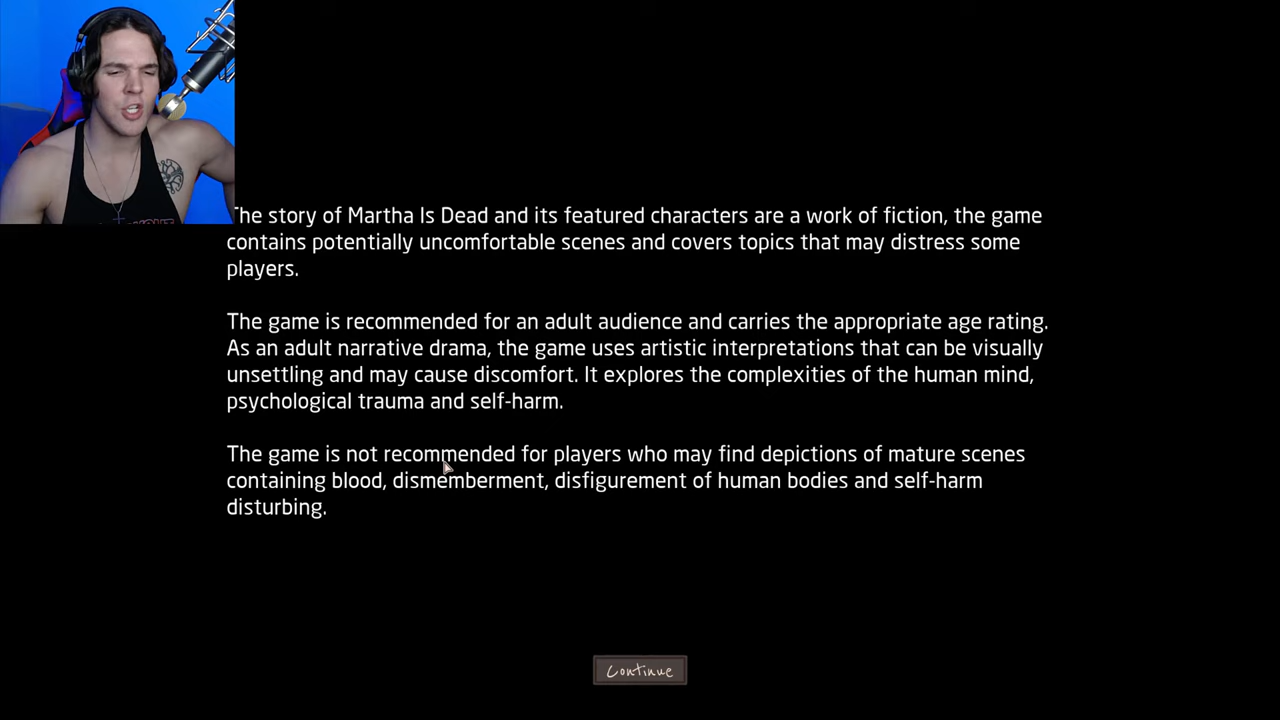 The story of Martha Is Dead and its featured characters are a work of fiction, the game
contains potentially uncomfortable scenes and covers topics that may distress some
players.
The game is recommended for an adult audience and carries the appropriate age rating.
As an adult narrative drama, the game uses artistic interpretations that can be visually
unsettling and may cause discomfort. It explores the complexities of the human mind,
psychological trauma and self-harm.
The game is not recommended for players who may find depictions of mature scenes
containing blood, dismemberment, disfigurement of human bodies and self-harm
disturbing.
Continue